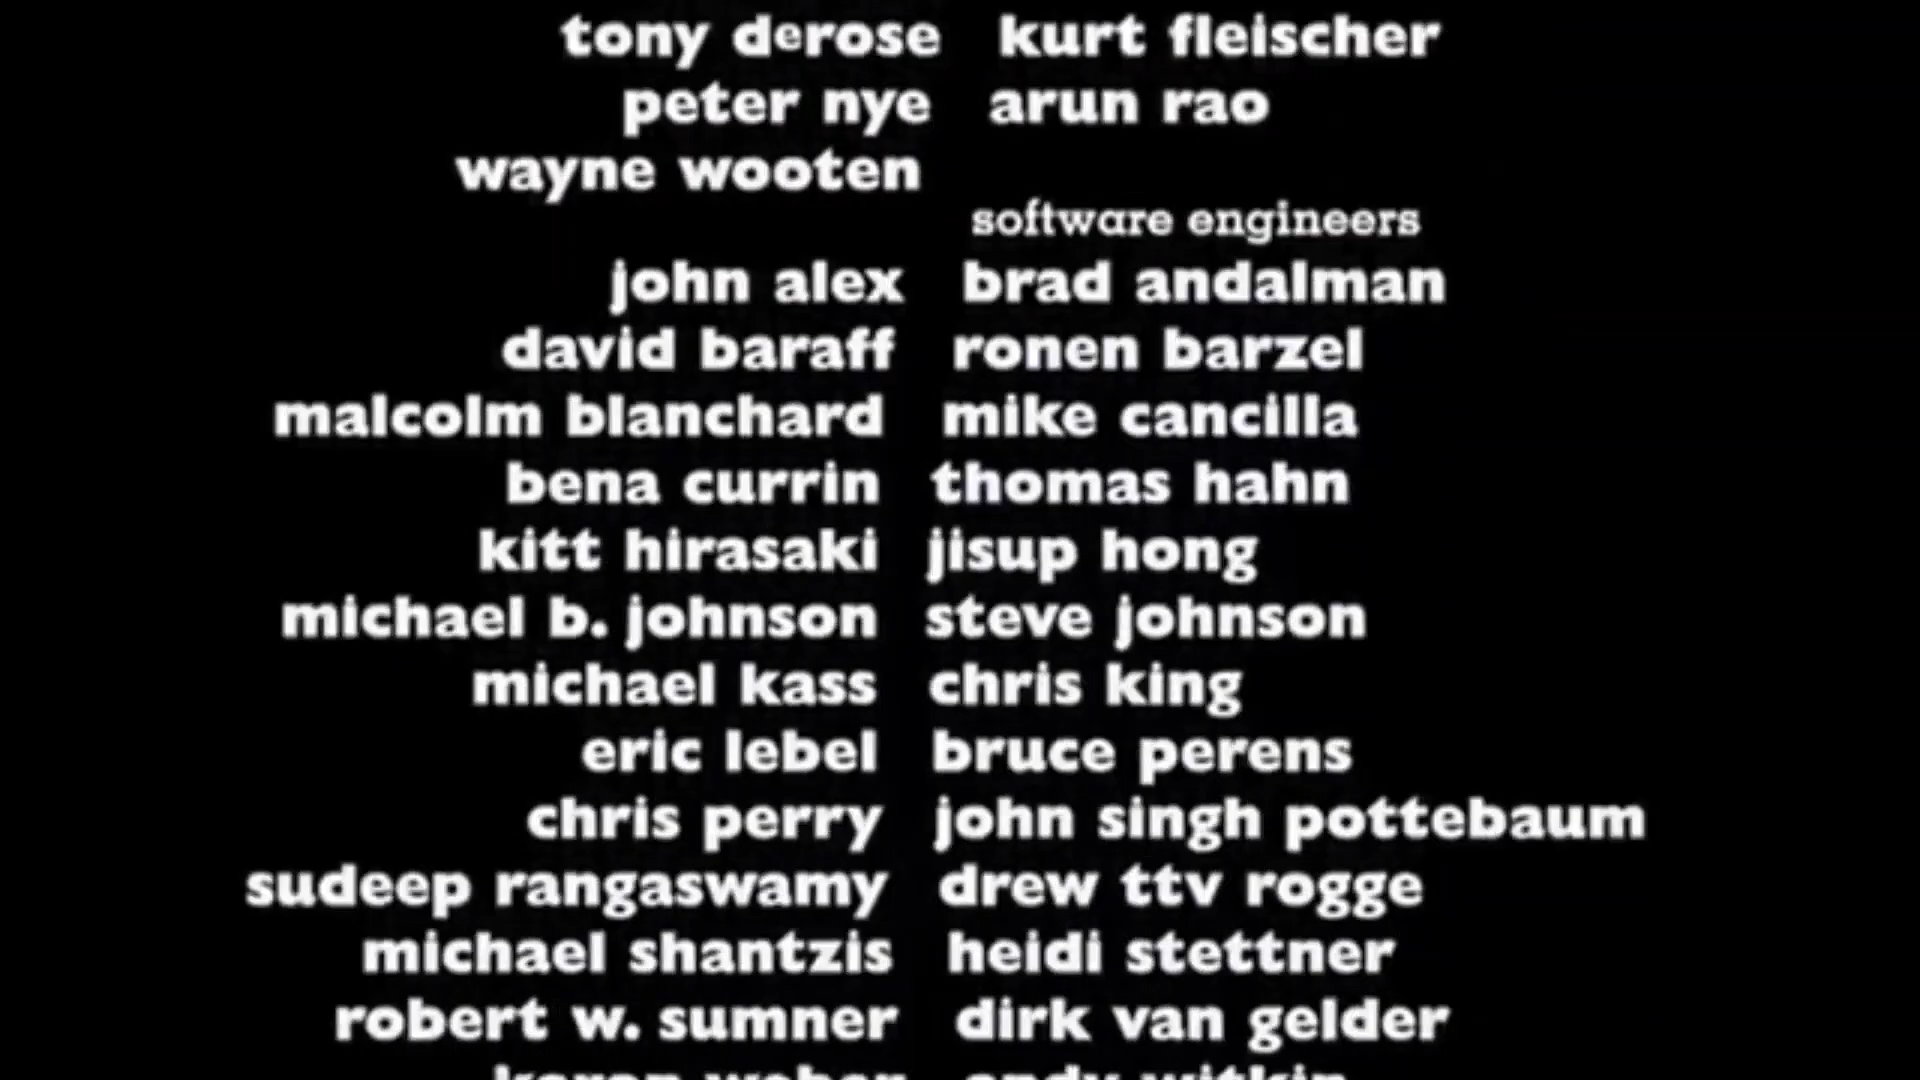 tony derose kurt fleischer
peter nye arun rao
wayne wooten
software engineers
john alex brad andalman
david baraff ronen barzel
malcolm blanchard mike cancilla
bena currin thomas hahn
kitt hirasaki jisup hong
michael b. johnson steve johnson
michael kass chris king
eric lebel bruce perens
chris perry john singh pottebaum
sudeep rangaswamy drew ttv rogge
michael shantzis heidi stettner
robert w. sumner dirk van gelder